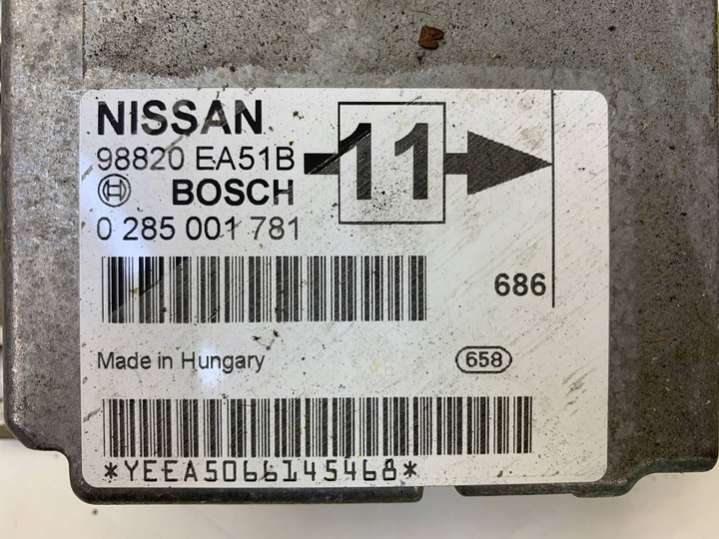 NISSAN
98820 EA51B
11
BOSCH
0 285 001 781
686
Made in Hungary
658
*YEEA5066145468*